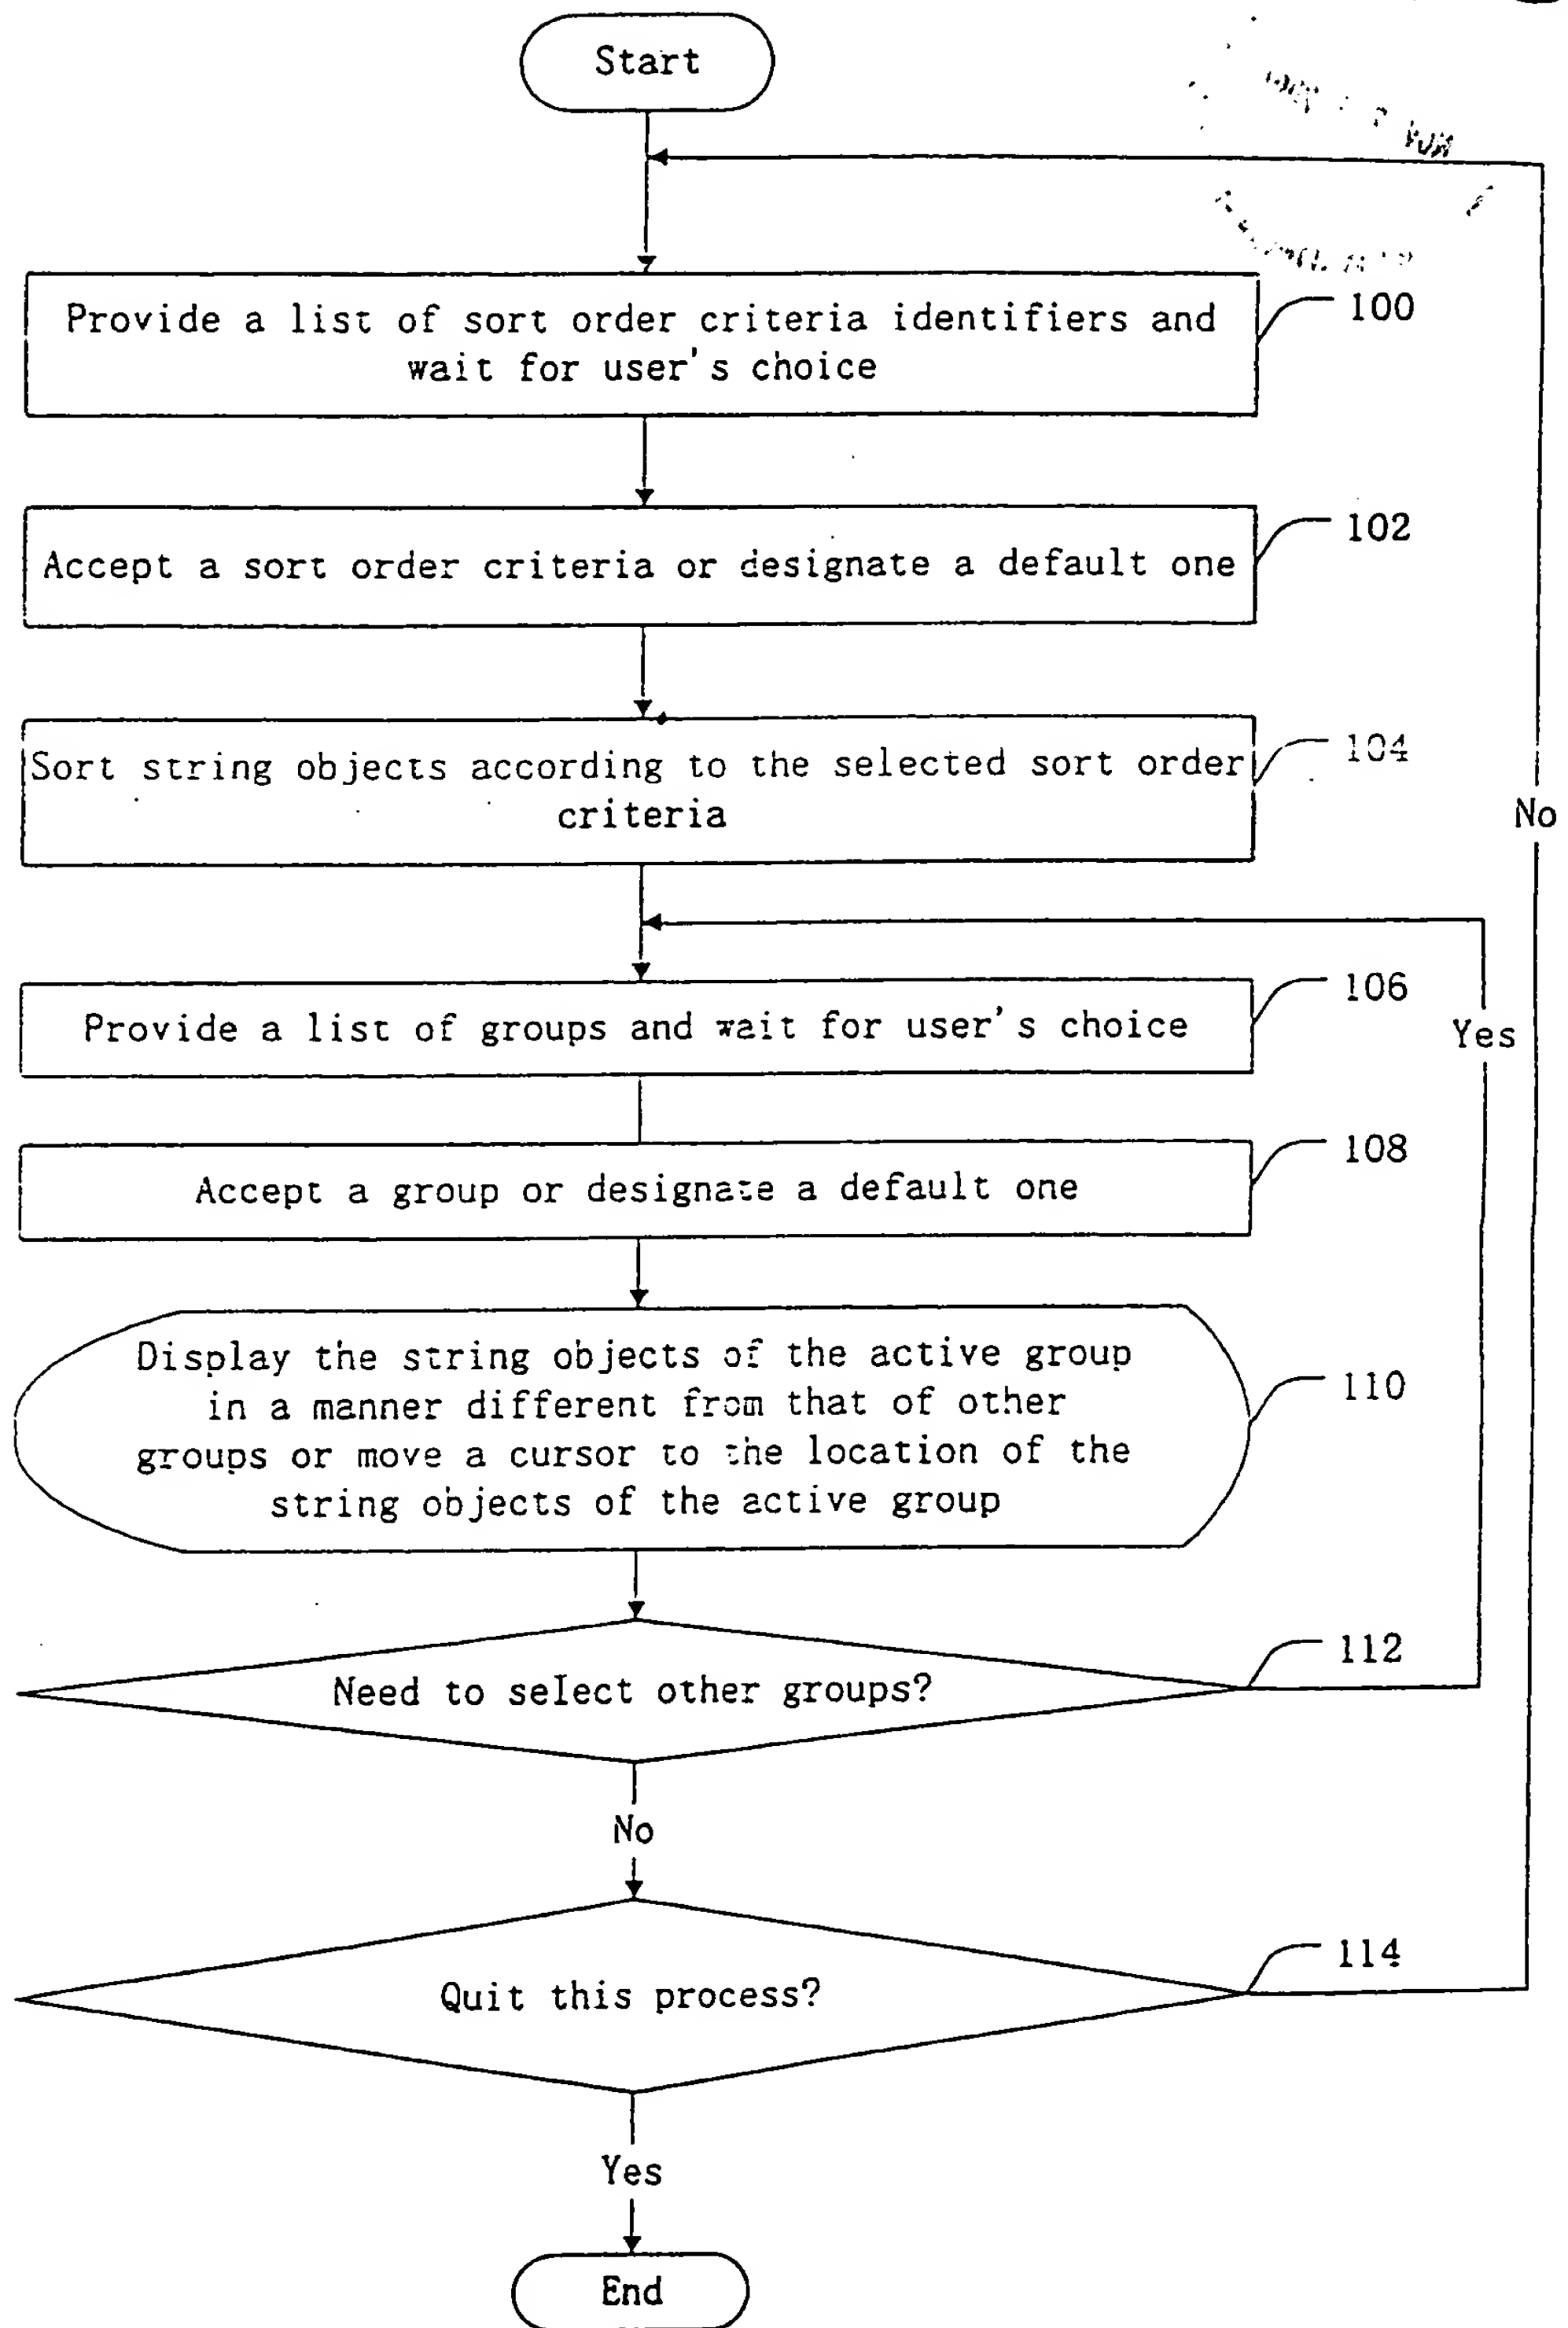 Start
Provide a list of sort order criteria identifiers and
wait for user's choice
100
Accept a sort order criteria or designate a default one
102
Sort string objects according to the selected sort order
criteria
104
No
Provide a list of groups and wait for user's choice
106
Yes
Accept a group or designate a default one
108
Display the string objects of the active group
in a manner different from that of other
groups or move a cursor to the location of the
string objects of the active group
110
Need to select other groups?
112
No
Quit this process?
114
Yes
End